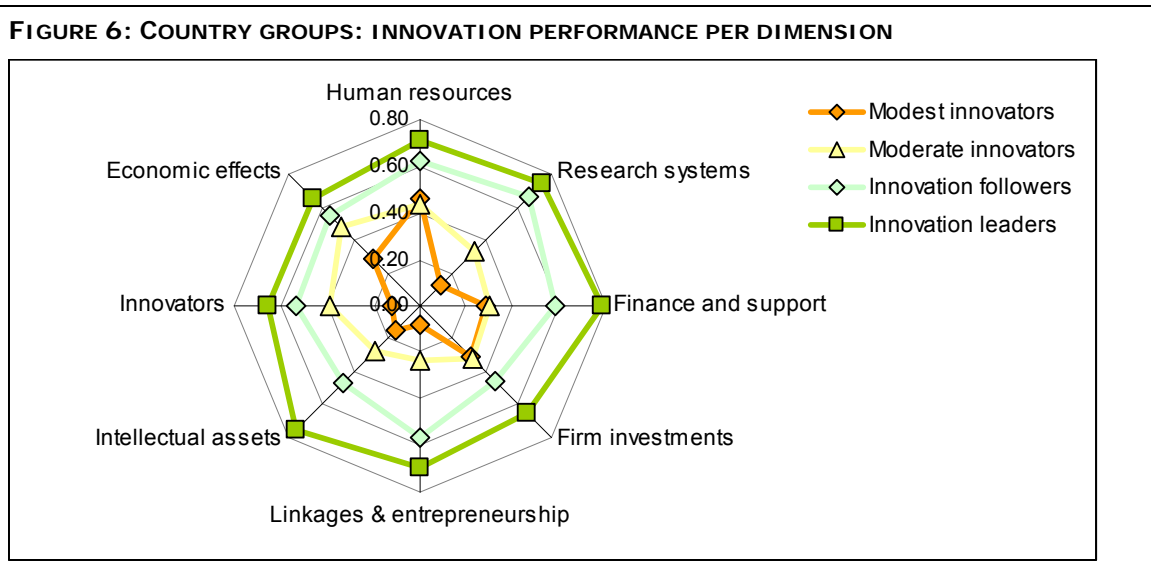 FIGURE 6: COUNTRY GROUPS: INNOVATION PERFORMANCE PER DIMENSION
Human resources
0.80
0.60
0.40
0.20
0.00
Economic effects
Research systems
Innovators
Finance and support
Intellectual assets
Firm investments
Linkages & entrepreneurship
Modest innovators
Moderate innovators
Innovation followers
Innovation leaders